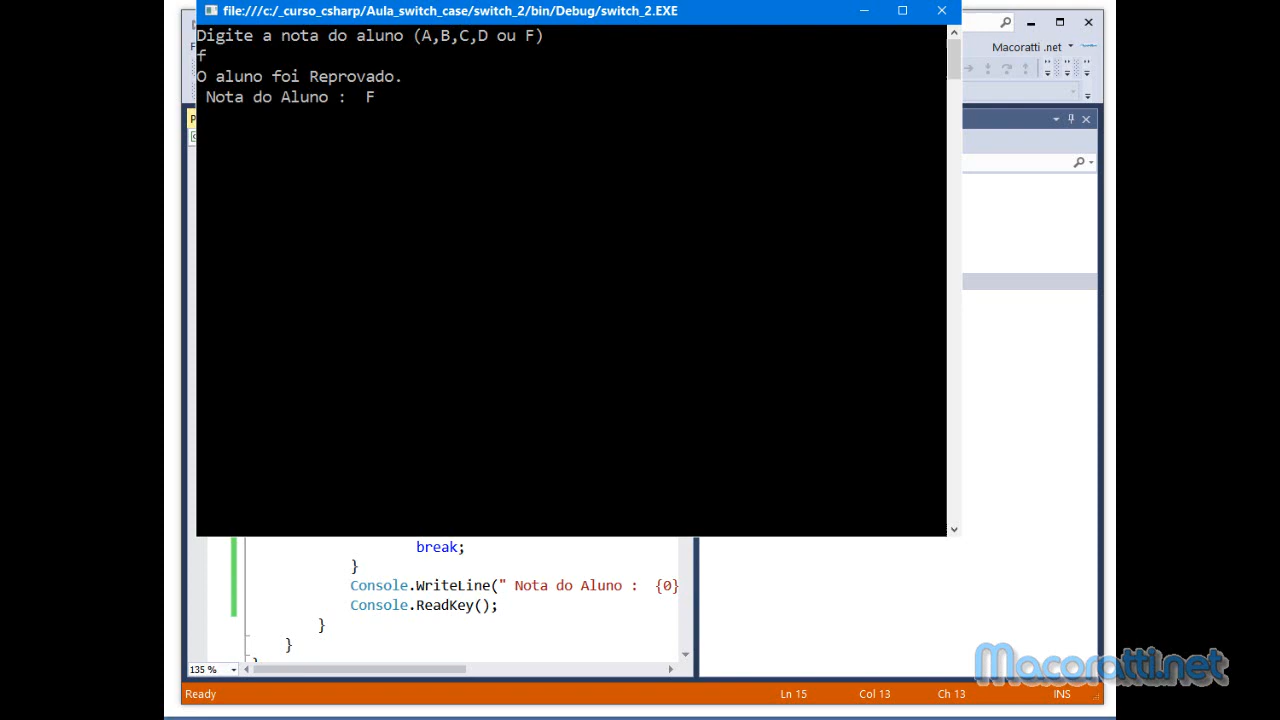 file:///c:/_curso_csharp/Aula_switch_case/switch_2/bin/Debug/switch_2.EXE
Digite a nota do aluno (A,B,C,D ou F)
f
O aluno foi Reprovado.
Nota do Aluno :  F
Macoratti .net
break;
}
Console.WriteLine(" Nota do Aluno :  {0}
Console.ReadKey();
}
}
135 %
Macoratti.net
Ready
Ln 15
Col 13
Ch 13
INS